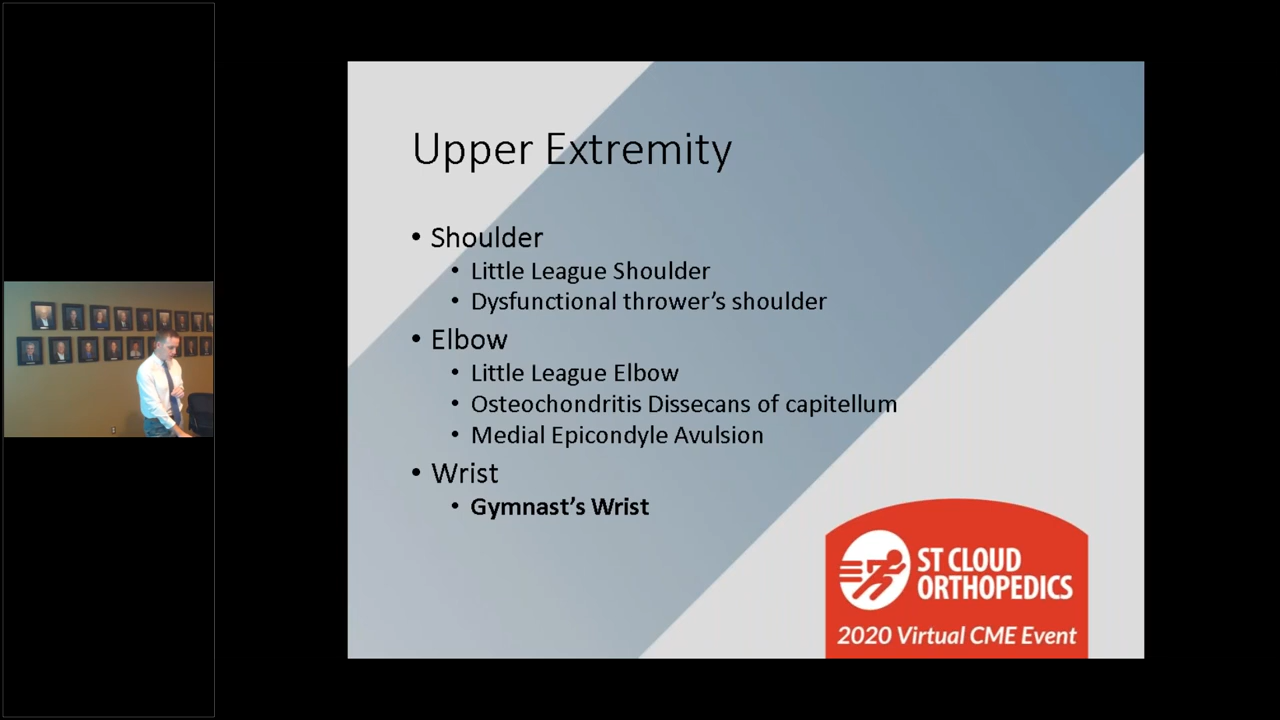 Upper Extremity
• Shoulder
• Little League Shoulder
• Dysfunctional thrower’s shoulder
• Elbow
• Little League Elbow
• Osteochondritis Dissecans of capitellum
• Medial Epicondyle Avulsion
• Wrist
• Gymnast’s Wrist
ST CLOUD
ORTHOPEDICS
2020 Virtual CME Event